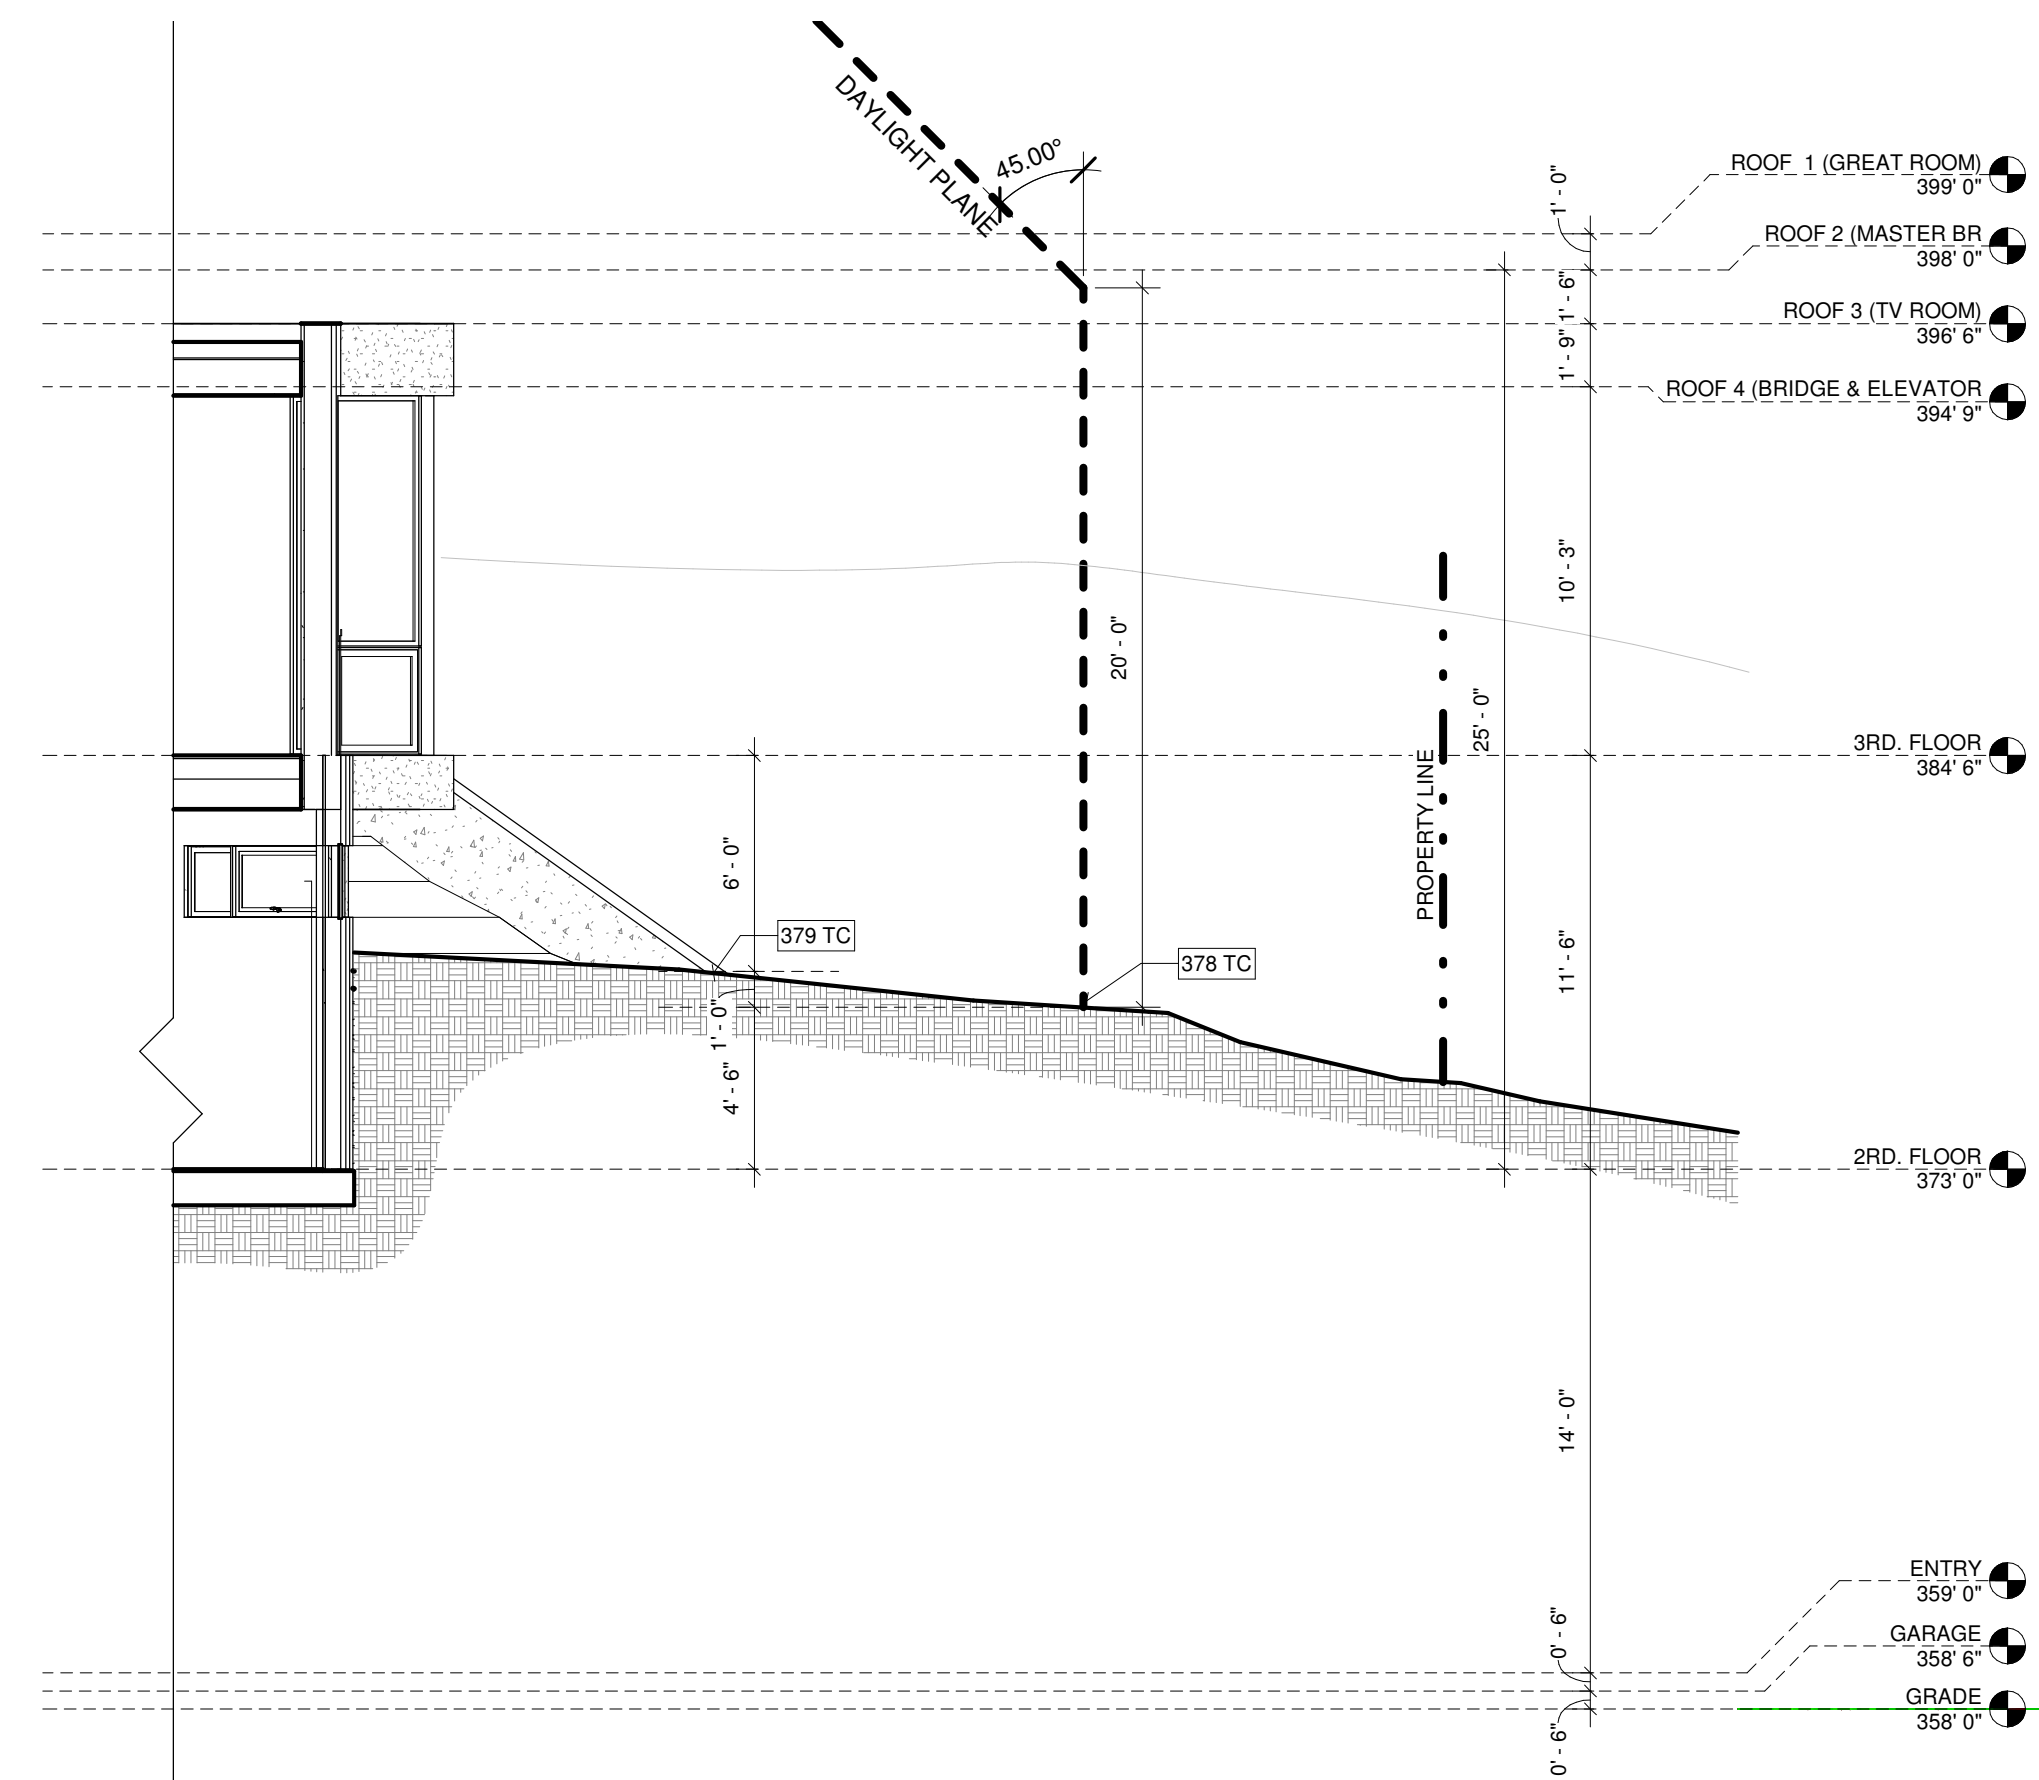 DAYLIGHT PLANE
45.00°
1' - 0"
ROOF  1 (GREAT ROOM)
399' 0"
ROOF 2 (MASTER BR
398' 0"
1' - 6"
ROOF 3 (TV ROOM)
396' 6"
1' - 9"
ROOF 4 (BRIDGE & ELEVATOR
394' 9"
10' - 3"
20' - 0"
25' - 0"
3RD. FLOOR
384' 6"
PROPERTY LINE
6' - 0"
379 TC
378 TC
11' - 6"
1' - 0"
4' - 6"
2RD. FLOOR
373' 0"
14' - 0"
ENTRY
359' 0"
0' - 6"
GARAGE
358' 6"
GRADE
358' 0"
0' - 6"